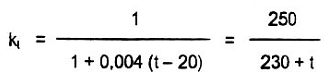 kₜ = 1 / 1 + 0,004 (t – 20) = 250 / 230 + t